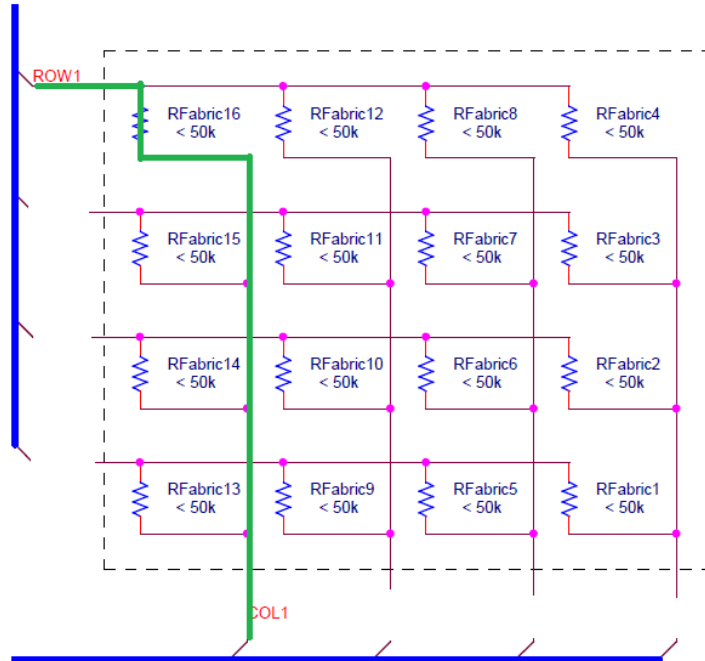 ROW1
RFabric16 RFabric12 RFabric8 RFabric4
< 50k < 50k < 50k < 50k
RFabric15 RFabric11 RFabric7 RFabric3
< 50k < 50k < 50k < 50k
RFabric14 RFabric10 RFabric6 RFabric2
< 50k < 50k < 50k < 50k
RFabric13 RFabric9 RFabric5 RFabric1
< 50k < 50k < 50k < 50k
COL1